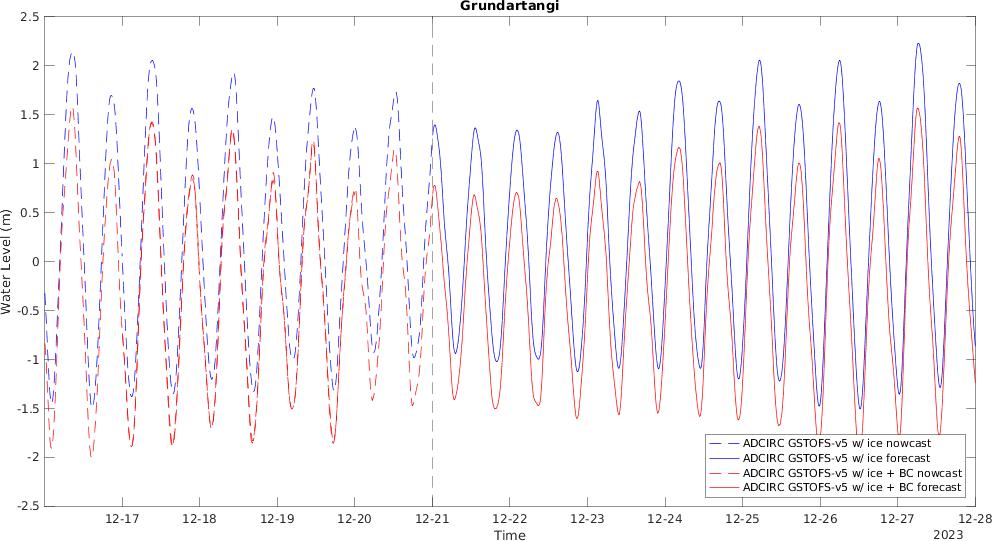 Grundartangi
2.5
2
1.5
1
0.5
0
-0.5
-1
-1.5
-2
-2.5
Water Level (m)
ADCIRC GSTOFS-v5 w/ ice nowcast
ADCIRC GSTOFS-v5 w/ ice forecast
ADCIRC GSTOFS-v5 w/ ice + BC nowcast
ADCIRC GSTOFS-v5 w/ ice + BC forecast
12-17 12-18 12-19 12-20 12-21 12-22 12-23 12-24 12-25 12-26 12-27 12-28
Time
2023